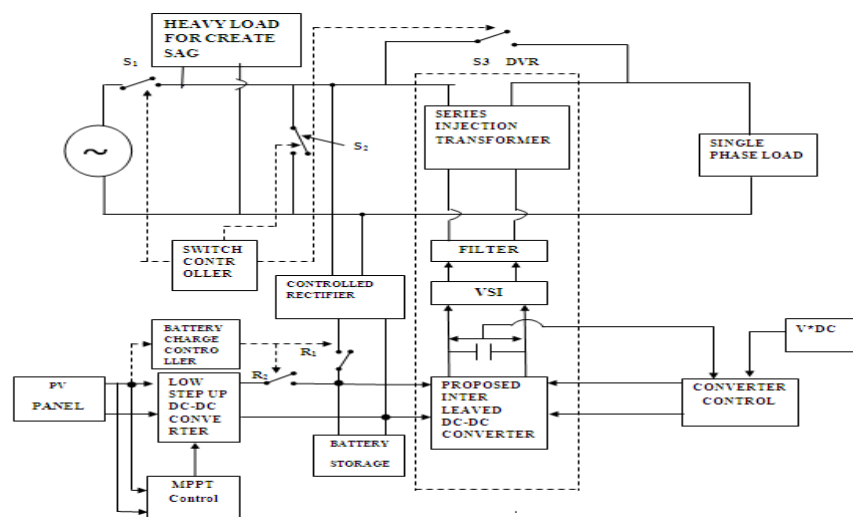 HEAVY LOAD
FOR CREATE
SAG
S1
S3 DVR
SERIES
INJECTION
TRANSFORMER
SINGLE
PHASE LOAD
~
S2
SWITCH
CONTR
OLLER
FILTER
CONTROLLED
RECTIFIER
VSI
BATTERY
CHARGE
CONTRO
LLER
R1
V*DC
R2
PV
PANEL
LOW
STEP UP
DC-DC
CONVE
RTER
PROPOSED
INTER
LEAVED
DC-DC
CONVERTER
CONVERTER
CONTROL
BATTERY
STORAGE
MPPT
Control